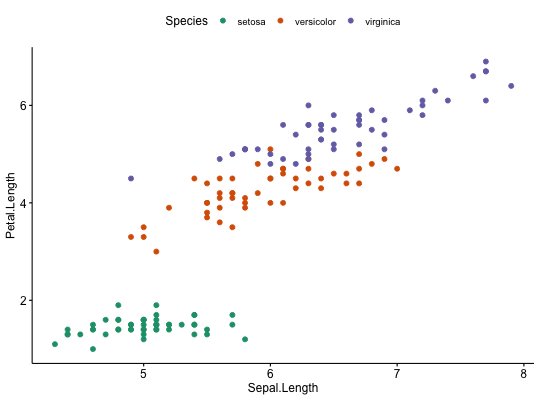 Species setosa versicolor virginica
6
4
2
Petal.Length
5 6 7 8
Sepal.Length